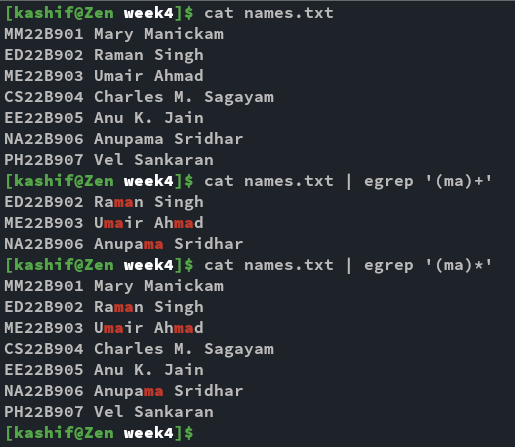 [kashif@Zen week4]$ cat names.txt
MM22B901 Mary Manickam
ED22B902 Raman Singh
ME22B903 Umair Ahmad
CS22B904 Charles M. Sagayam
EE22B905 Anu K. Jain
NA22B906 Anupama Sridhar
PH22B907 Vel Sankaran
[kashif@Zen week4]$ cat names.txt | egrep '(ma)+'
ED22B902 Raman Singh
ME22B903 Umair Ahmad
NA22B906 Anupama Sridhar
[kashif@Zen week4]$ cat names.txt | egrep '(ma)*'
MM22B901 Mary Manickam
ED22B902 Raman Singh
ME22B903 Umair Ahmad
CS22B904 Charles M. Sagayam
EE22B905 Anu K. Jain
NA22B906 Anupama Sridhar
PH22B907 Vel Sankaran
[kashif@Zen week4]$